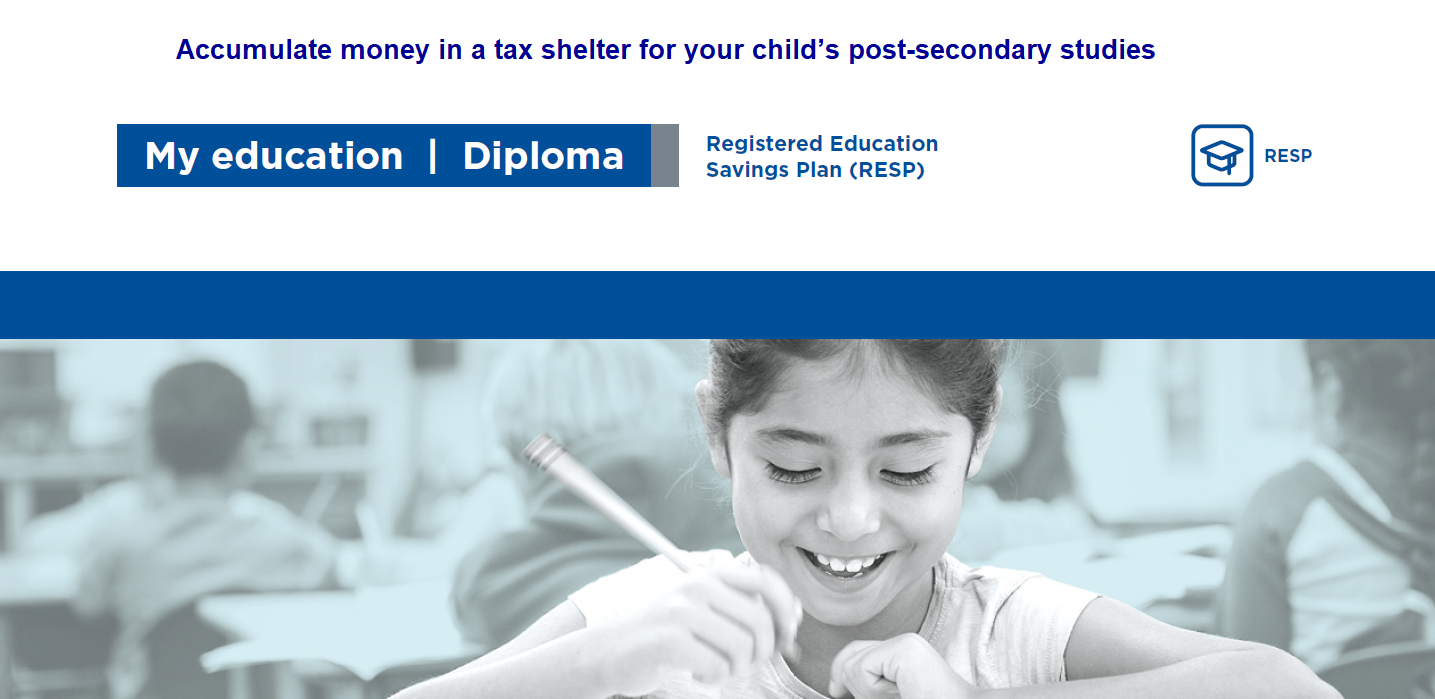 Accumulate money in a tax shelter for your child’s post-secondary studies
My education | Diploma
Registered Education
Savings Plan (RESP)
RESP